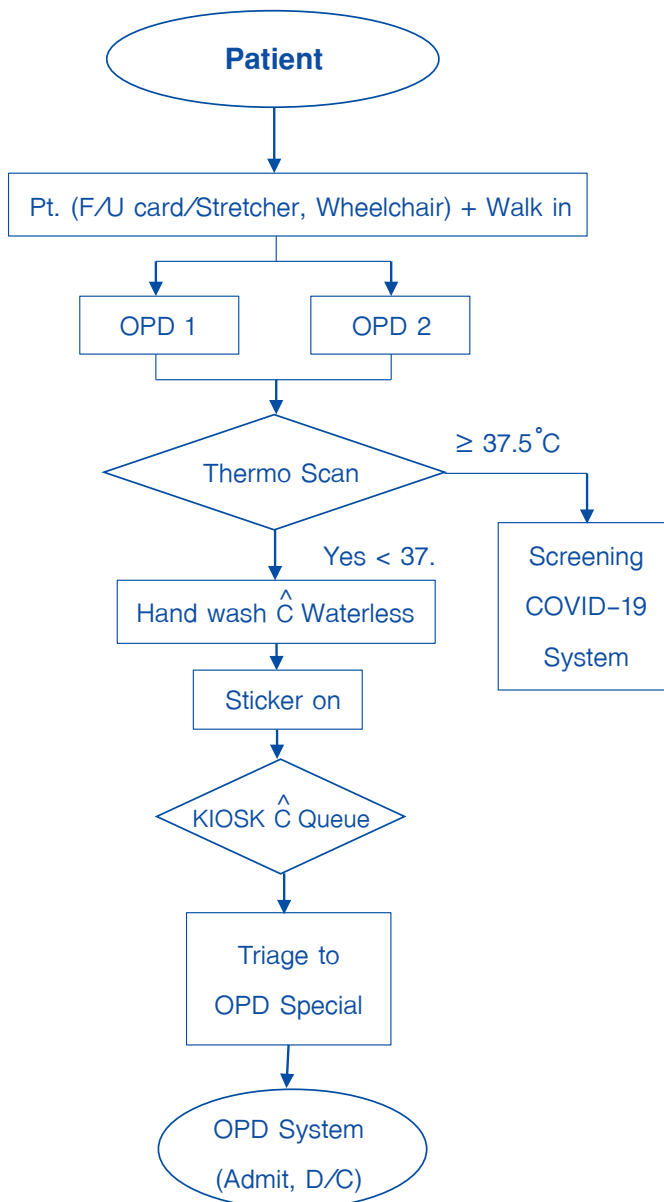 Patient
Pt. (F/U card/Stretcher, Wheelchair) + Walk in
OPD 1
OPD 2
Thermo Scan
≥ 37.5°C
Yes < 37.
Screening
COVID-19
System
Hand wash Ĉ Waterless
Sticker on
KIOSK Ĉ Queue
Triage to
OPD Special
OPD System
(Admit, D/C)